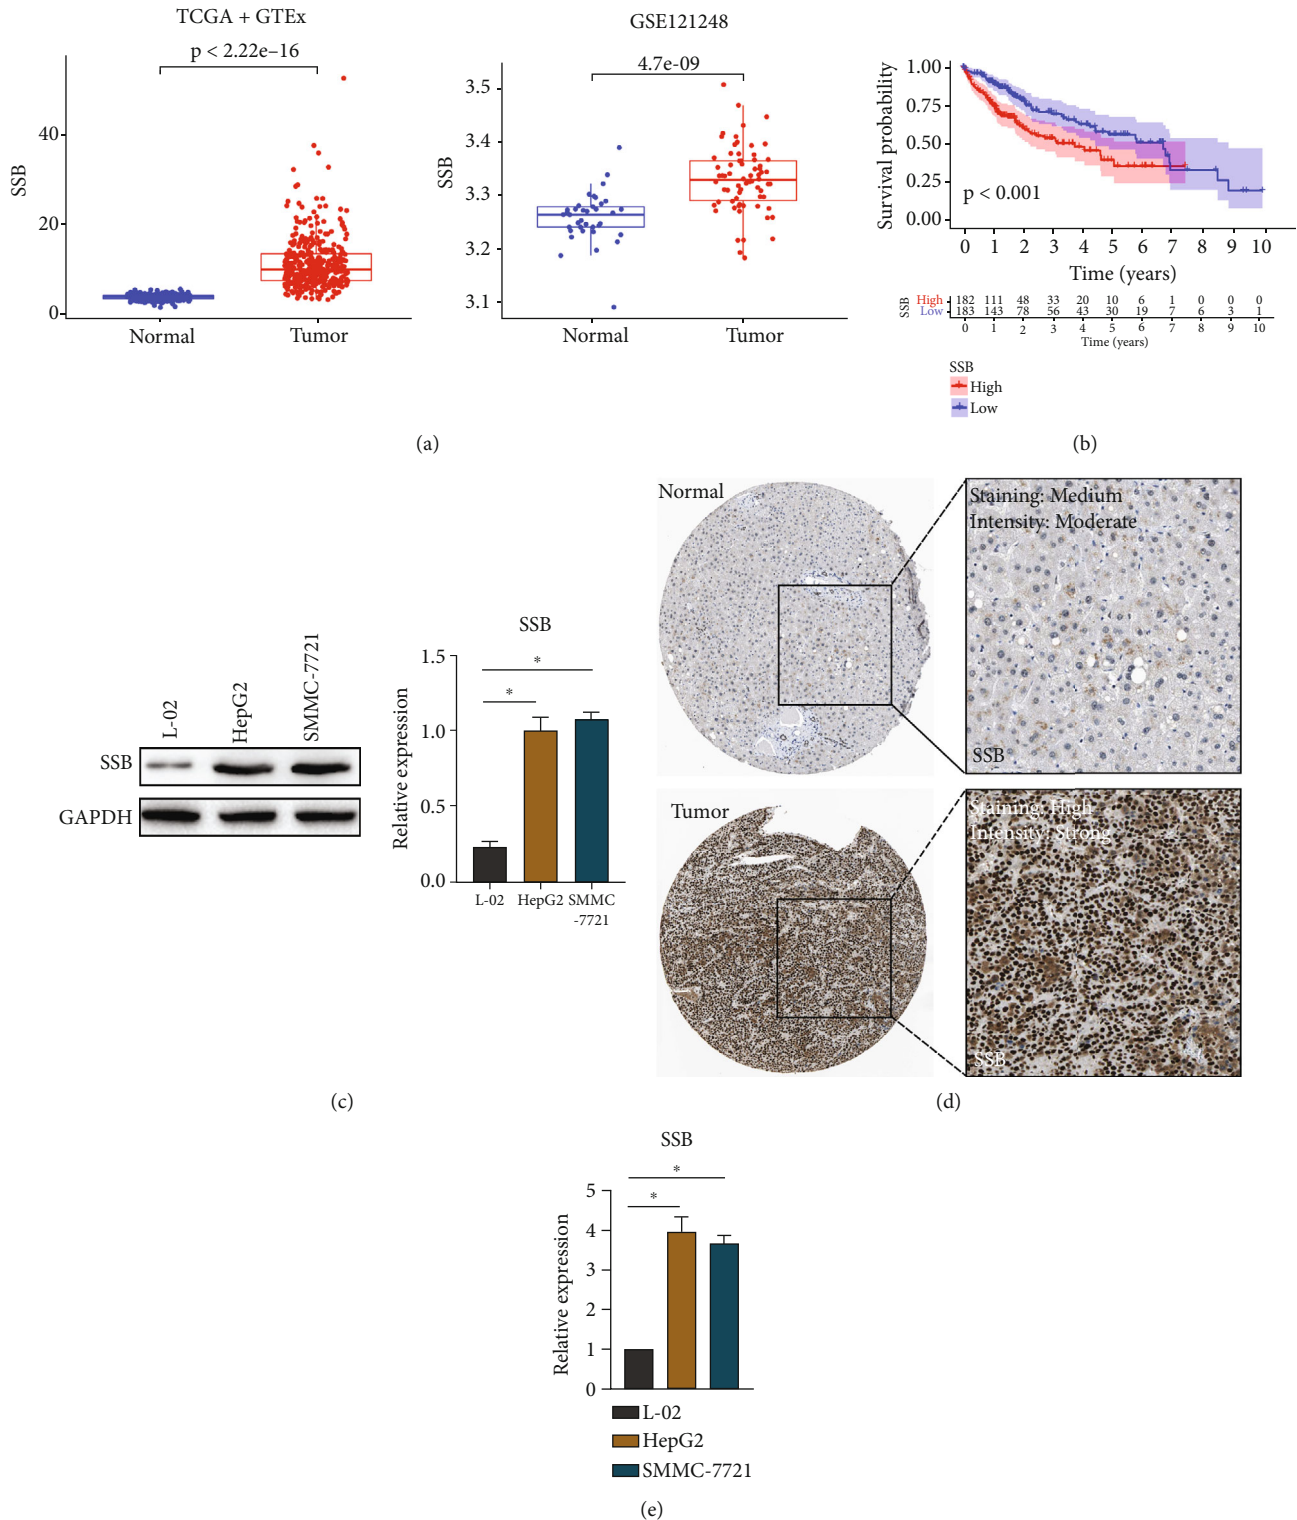 TCGA + GTEx
p < 2.22e–16
SSB
40
20
0
Normal
Tumor
GSE121248
4.7e-09
SSB
3.5
3.4
3.3
3.2
3.1
Normal
Tumor
(a)
Survival probability
1.00
0.75
0.50
0.25
0.00
p < 0.001
0 1 2 3 4 5 6 7 8 9 10
Time (years)
SSB
High 182 111 48 33 20 10 6 1 0 0 0
Low 183 143 78 56 43 30 19 7 6 3 1
0 1 2 3 4 5 6 7 8 9 10
Time (years)
SSB
High
Low
(b)
L-02
HepG2
SMMC-7721
SSB
GAPDH
SSB
Relative expression
1.5
1.0
0.5
0.0
*
*
L-02 HepG2 SMMC
-7721
(c)
Normal
Staining: Medium
Intensity: Moderate
SSB
Tumor
Staining: High
Intensity: Strong
SSB
(d)
SSB
Relative expression
5
4
3
2
1
0
*
*
L-02
HepG2
SMMC-7721
(e)